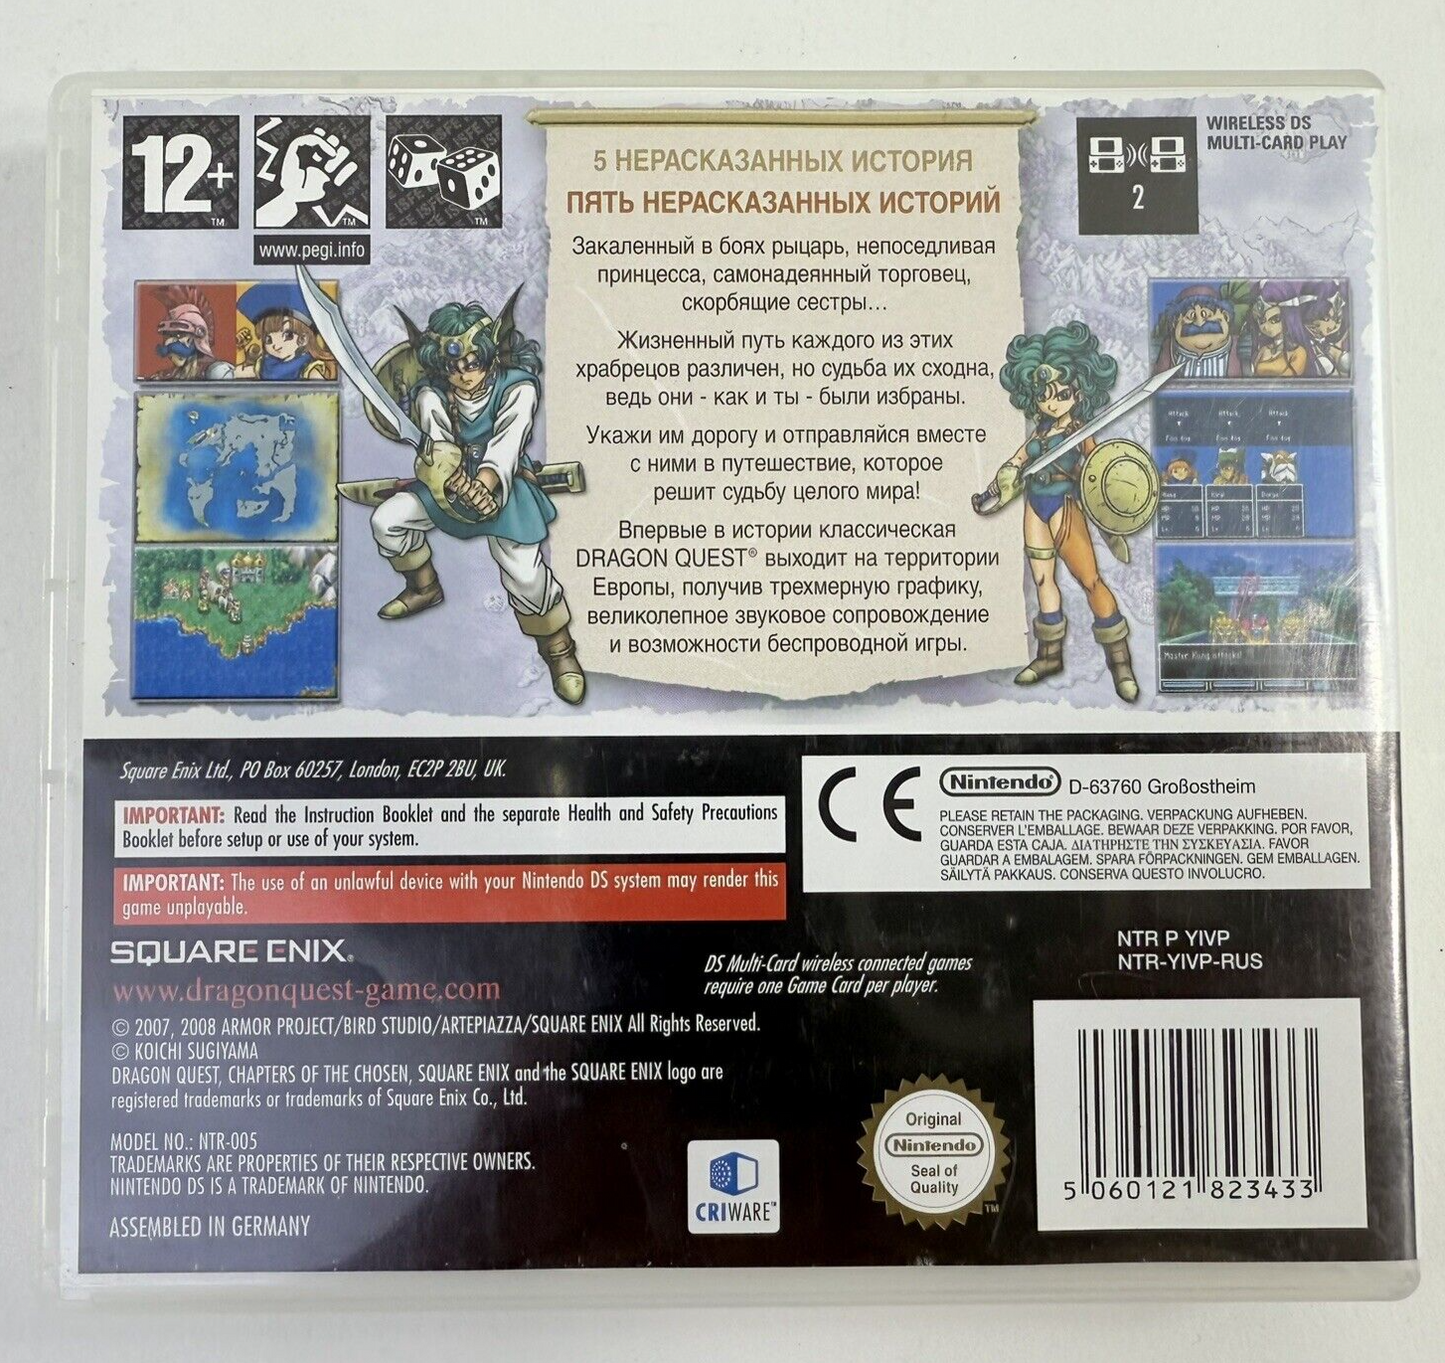 12+
TM
TM
TM
www.pegi.info
5 НЕРАСКАЗАННЫХ ИСТОРИЯ
ПЯТЬ НЕРАСКАЗАННЫХ ИСТОРИЙ
Закаленный в боях рыцарь, непоседливая
принцесса, самонадеянный торговец,
скорбящие сестры...
Жизненный путь каждого из этих
храбрецов различен, но судьба их сходна,
ведь они - как и ты - были избраны.
Укажи им дорогу и отправляйся вместе
с ними в путешествие, которое
решит судьбу целого мира!
Впервые в истории классическая
DRAGON QUEST® выходит на территории
Европы, получив трехмерную графику,
великолепное звуковое сопровождение
и возможности беспроводной игры.
WIRELESS DS
MULTI-CARD PLAY
2
Attack Attack Attack
Master Kung attacks!
Square Enix Ltd., PO Box 60257, London, EC2P 2BU, UK.
IMPORTANT: Read the Instruction Booklet and the separate Health and Safety Precautions
Booklet before setup or use of your system.
IMPORTANT: The use of an unlawful device with your Nintendo DS system may render this
game unplayable.
SQUARE ENIX®
www.dragonquest-game.com
© 2007, 2008 ARMOR PROJECT/BIRD STUDIO/ARTEPIAZZA/SQUARE ENIX All Rights Reserved.
© KOICHI SUGIYAMA
DRAGON QUEST, CHAPTERS OF THE CHOSEN, SQUARE ENIX and the SQUARE ENIX logo are
registered trademarks or trademarks of Square Enix Co., Ltd.
MODEL NO.: NTR-005
TRADEMARKS ARE PROPERTIES OF THEIR RESPECTIVE OWNERS.
NINTENDO DS IS A TRADEMARK OF NINTENDO.
ASSEMBLED IN GERMANY
DS Multi-Card wireless connected games
require one Game Card per player.
CRIWARE™
CE
Nintendo® D-63760 Großostheim
PLEASE RETAIN THE PACKAGING. VERPACKUNG AUFHEBEN.
CONSERVER L'EMBALLAGE. BEWAAR DEZE VERPAKKING. POR FAVOR,
GUARDA ESTA CAJA. ΔΙΑΤΗΡΗΣΤΕ ΤΗΝ ΣΥΣΚΕΥΑΣΙΑ. FAVOR
GUARDAR A EMBALAGEM. SPARA FÖRPACKNINGEN. GEM EMBALLAGEN.
SÄILYTÄ PAKKAUS. CONSERVA QUESTO INVOLUCRO.
NTR P YIVP
NTR-YIVP-RUS
Original
Nintendo
Seal of
Quality
TM
5 060121 823433